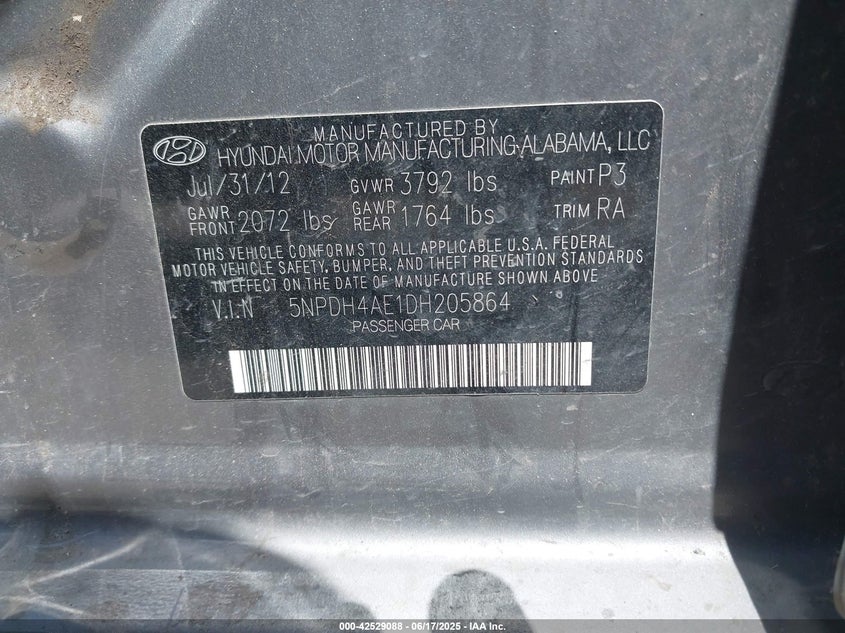 MANUFACTURED BY
HYUNDAI MOTOR MANUFACTURING ALABAMA, LLC
Jul/31/12 GVWR 3792 lbs PAINT P3
GAWR FRONT 2072 lbs GAWR REAR 1764 lbs TRIM RA
THIS VEHICLE CONFORMS TO ALL APPLICABLE U.S.A. FEDERAL
MOTOR VEHICLE SAFETY, BUMPER, AND THEFT PREVENTION STANDARDS
IN EFFECT ON THE DATE OF MANUFACTURE SHOWN ABOVE
V.I.N 5NPDH4AE1DH205864
PASSENGER CAR
000-42529088 - 06/17/2025 - IAA Inc.